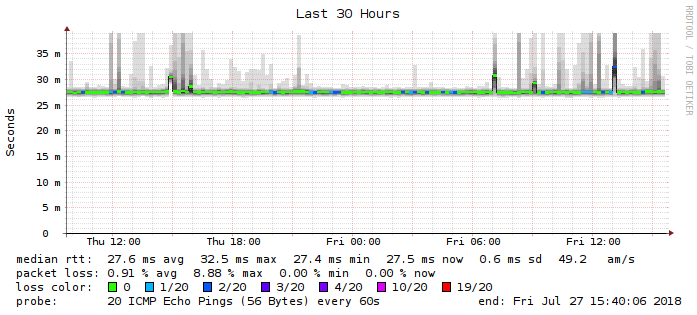 Last 30 Hours
RRDTOOL / TOBI OETIKER
Seconds
35 m
30 m
25 m
20 m
15 m
10 m
5 m
0
Thu 12:00 Thu 18:00 Fri 00:00 Fri 06:00 Fri 12:00
median rtt: 27.6 ms avg 32.5 ms max 27.4 ms min 27.5 ms now 0.6 ms sd 49.2 am/s
packet loss: 0.91 % avg 8.88 % max 0.00 % min 0.00 % now
loss color: 0 1/20 2/20 3/20 4/20 10/20 19/20
probe: 20 ICMP Echo Pings (56 Bytes) every 60s end: Fri Jul 27 15:40:06 2018